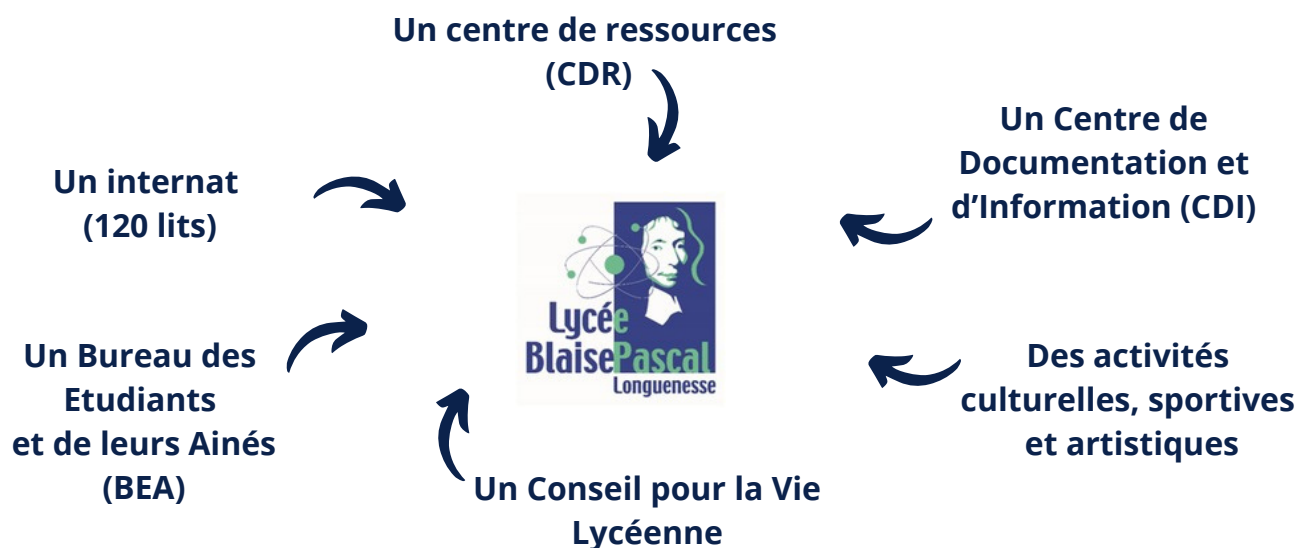 Un centre de ressources
(CDR)
Un Centre de
Documentation et
d’Information (CDI)
Un internat
(120 lits)
Lycée
BlaisePascal
Longuenesse
Un Bureau des
Etudiants
et de leurs Ainés
(BEA)
Des activités
culturelles, sportives
et artistiques
Un Conseil pour la Vie
Lycéenne